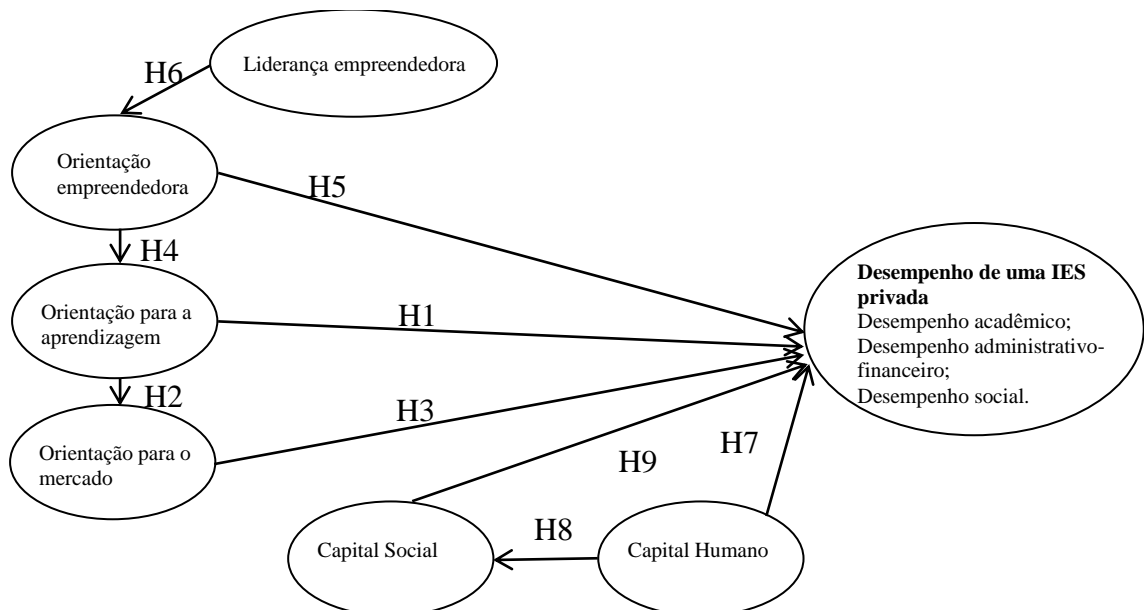 H6
Liderança empreendedora
Orientação
empreendedora
H5
H4
Orientação para a
aprendizagem
H1
Desempenho de uma IES
privada
Desempenho acadêmico;
Desempenho administrativo-
financeiro;
Desempenho social.
H2
H3
Orientação para o
mercado
H7
H9
Capital Social
H8
Capital Humano